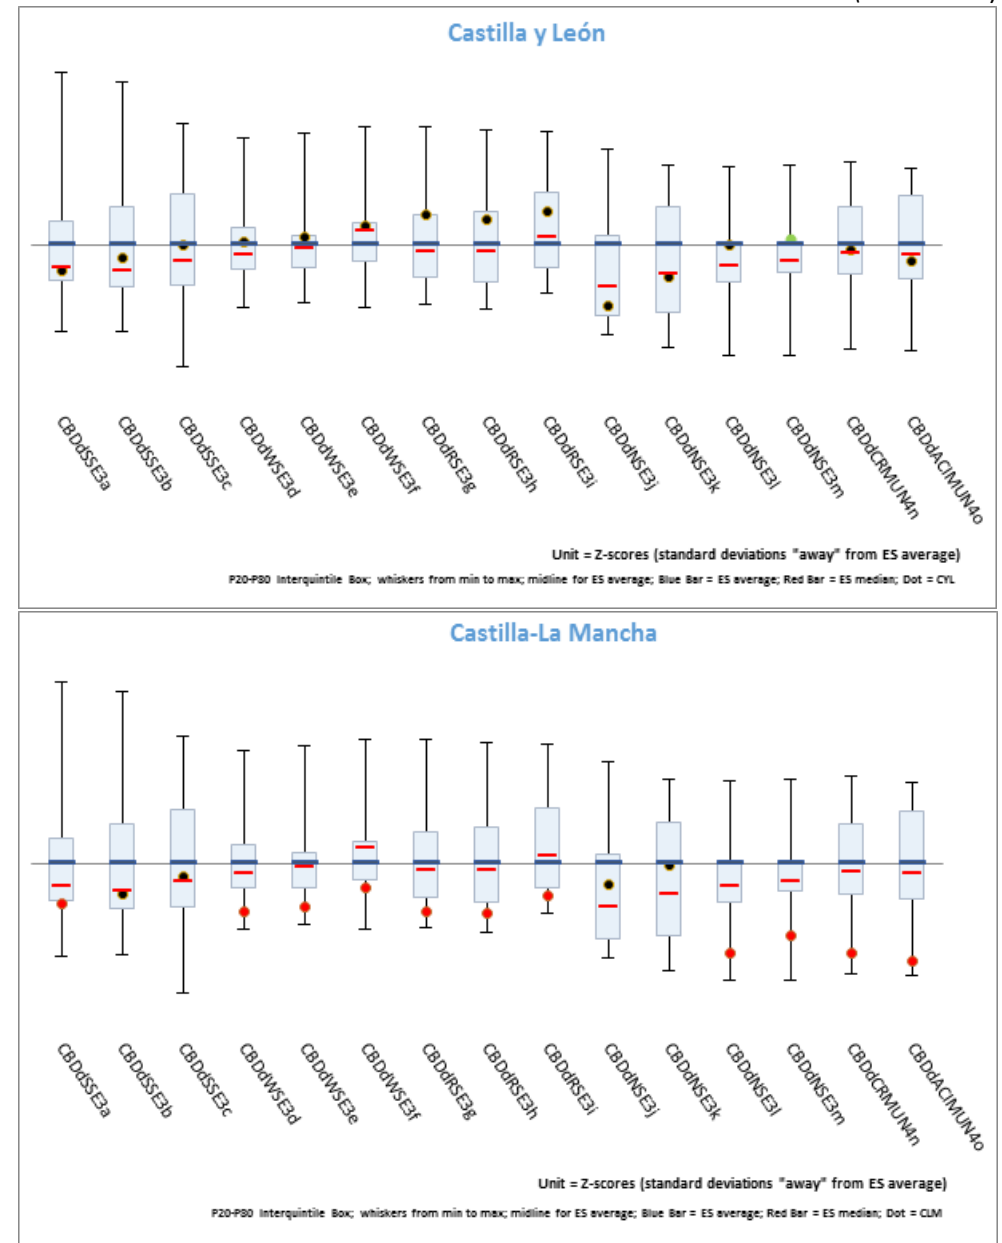 Castilla y León
CBDdSSE3a
CBDdSSE3b
CBDdSSE3c
CBDdWSE3d
CBDdWSE3e
CBDdWSE3f
CBDdRSE3g
CBDdRSE3h
CBDdRSE3i
CBDdNSE3j
CBDdNSE3k
CBDdNSE3l
CBDdNSE3m
CBDdCRMUN4n
CBDdACIMUN4o
Unit = Z-scores (standard deviations "away" from ES average)
P20-P80 Interquintile Box; whiskers from min to max; midline for ES average; Blue Bar = ES average; Red Bar = ES median; Dot = CYL
Castilla-La Mancha
CBDdSSE3a
CBDdSSE3b
CBDdSSE3c
CBDdWSE3d
CBDdWSE3e
CBDdWSE3f
CBDdRSE3g
CBDdRSE3h
CBDdRSE3i
CBDdNSE3j
CBDdNSE3k
CBDdNSE3l
CBDdNSE3m
CBDdCRMUN4n
CBDdACIMUN4o
Unit = Z-scores (standard deviations "away" from ES average)
P20-P80 Interquintile Box; whiskers from min to max; midline for ES average; Blue Bar = ES average; Red Bar = ES median; Dot = CLM